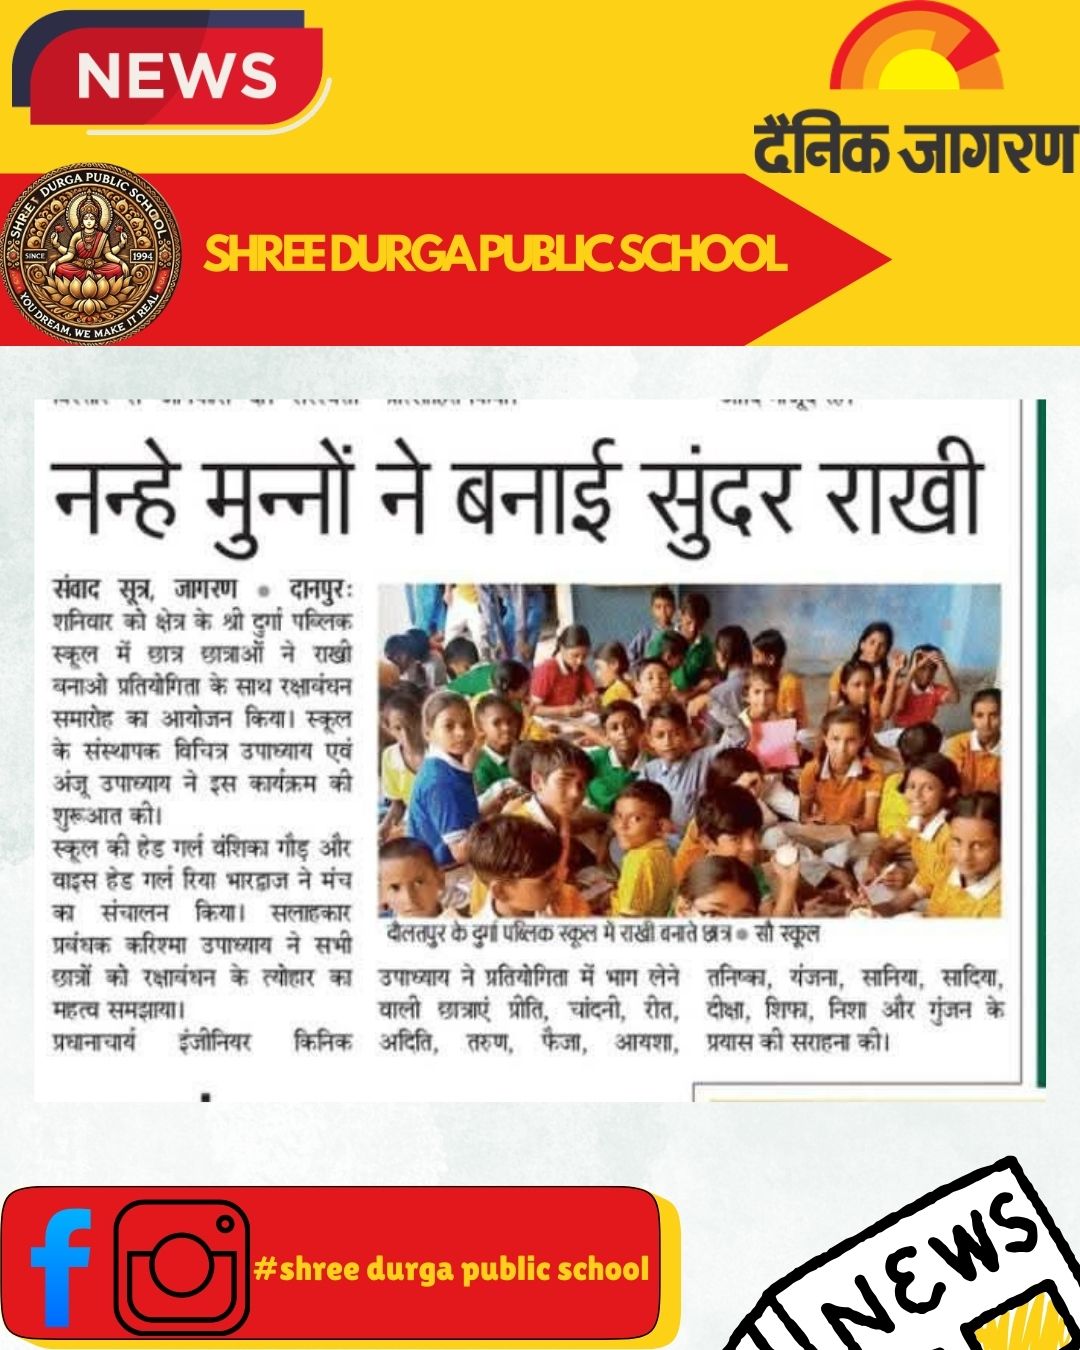 NEWS
दैनिक जागरण
SHREE DURGA PUBLIC SCHOOL
SINCE 1994
YOU DREAM, WE MAKE IT REAL
SHREE DURGA PUBLIC SCHOOL
नन्हे मुन्नों ने बनाई सुंदर राखी
संवाद सूत्र, जागरण ● दानपुर:
शनिवार को क्षेत्र के श्री दुर्गा पब्लिक
स्कूल में छात्र छात्राओं ने राखी
बनाओ प्रतियोगिता के साथ रक्षाबंधन
समारोह का आयोजन किया। स्कूल
के संस्थापक विचित्र उपाध्याय एवं
अंजू उपाध्याय ने इस कार्यक्रम की
शुरूआत की।
स्कूल की हेड गर्ल वंशिका गौड़ और
वाइस हेड गर्ल रिया भारद्वाज ने मंच
का संचालन किया। सलाहकार
प्रबंधक करिश्मा उपाध्याय ने सभी
छात्रों को रक्षाबंधन के त्योहार का
महत्व समझाया।
प्रधानाचार्य इंजीनियर किनिक
दौलतपुर के दुर्गा पब्लिक स्कूल में राखी बनाते छात्र ● सौ स्कूल
उपाध्याय ने प्रतियोगिता में भाग लेने
वाली छात्राएं प्रीति, चांदनी, रीत,
अदिति, तरुण, फैजा, आयशा,
तनिष्का, यंजना, सानिया, सादिया,
दीक्षा, शिफा, निशा और गुंजन के
प्रयास की सराहना की।
#shree durga public school
NEWS